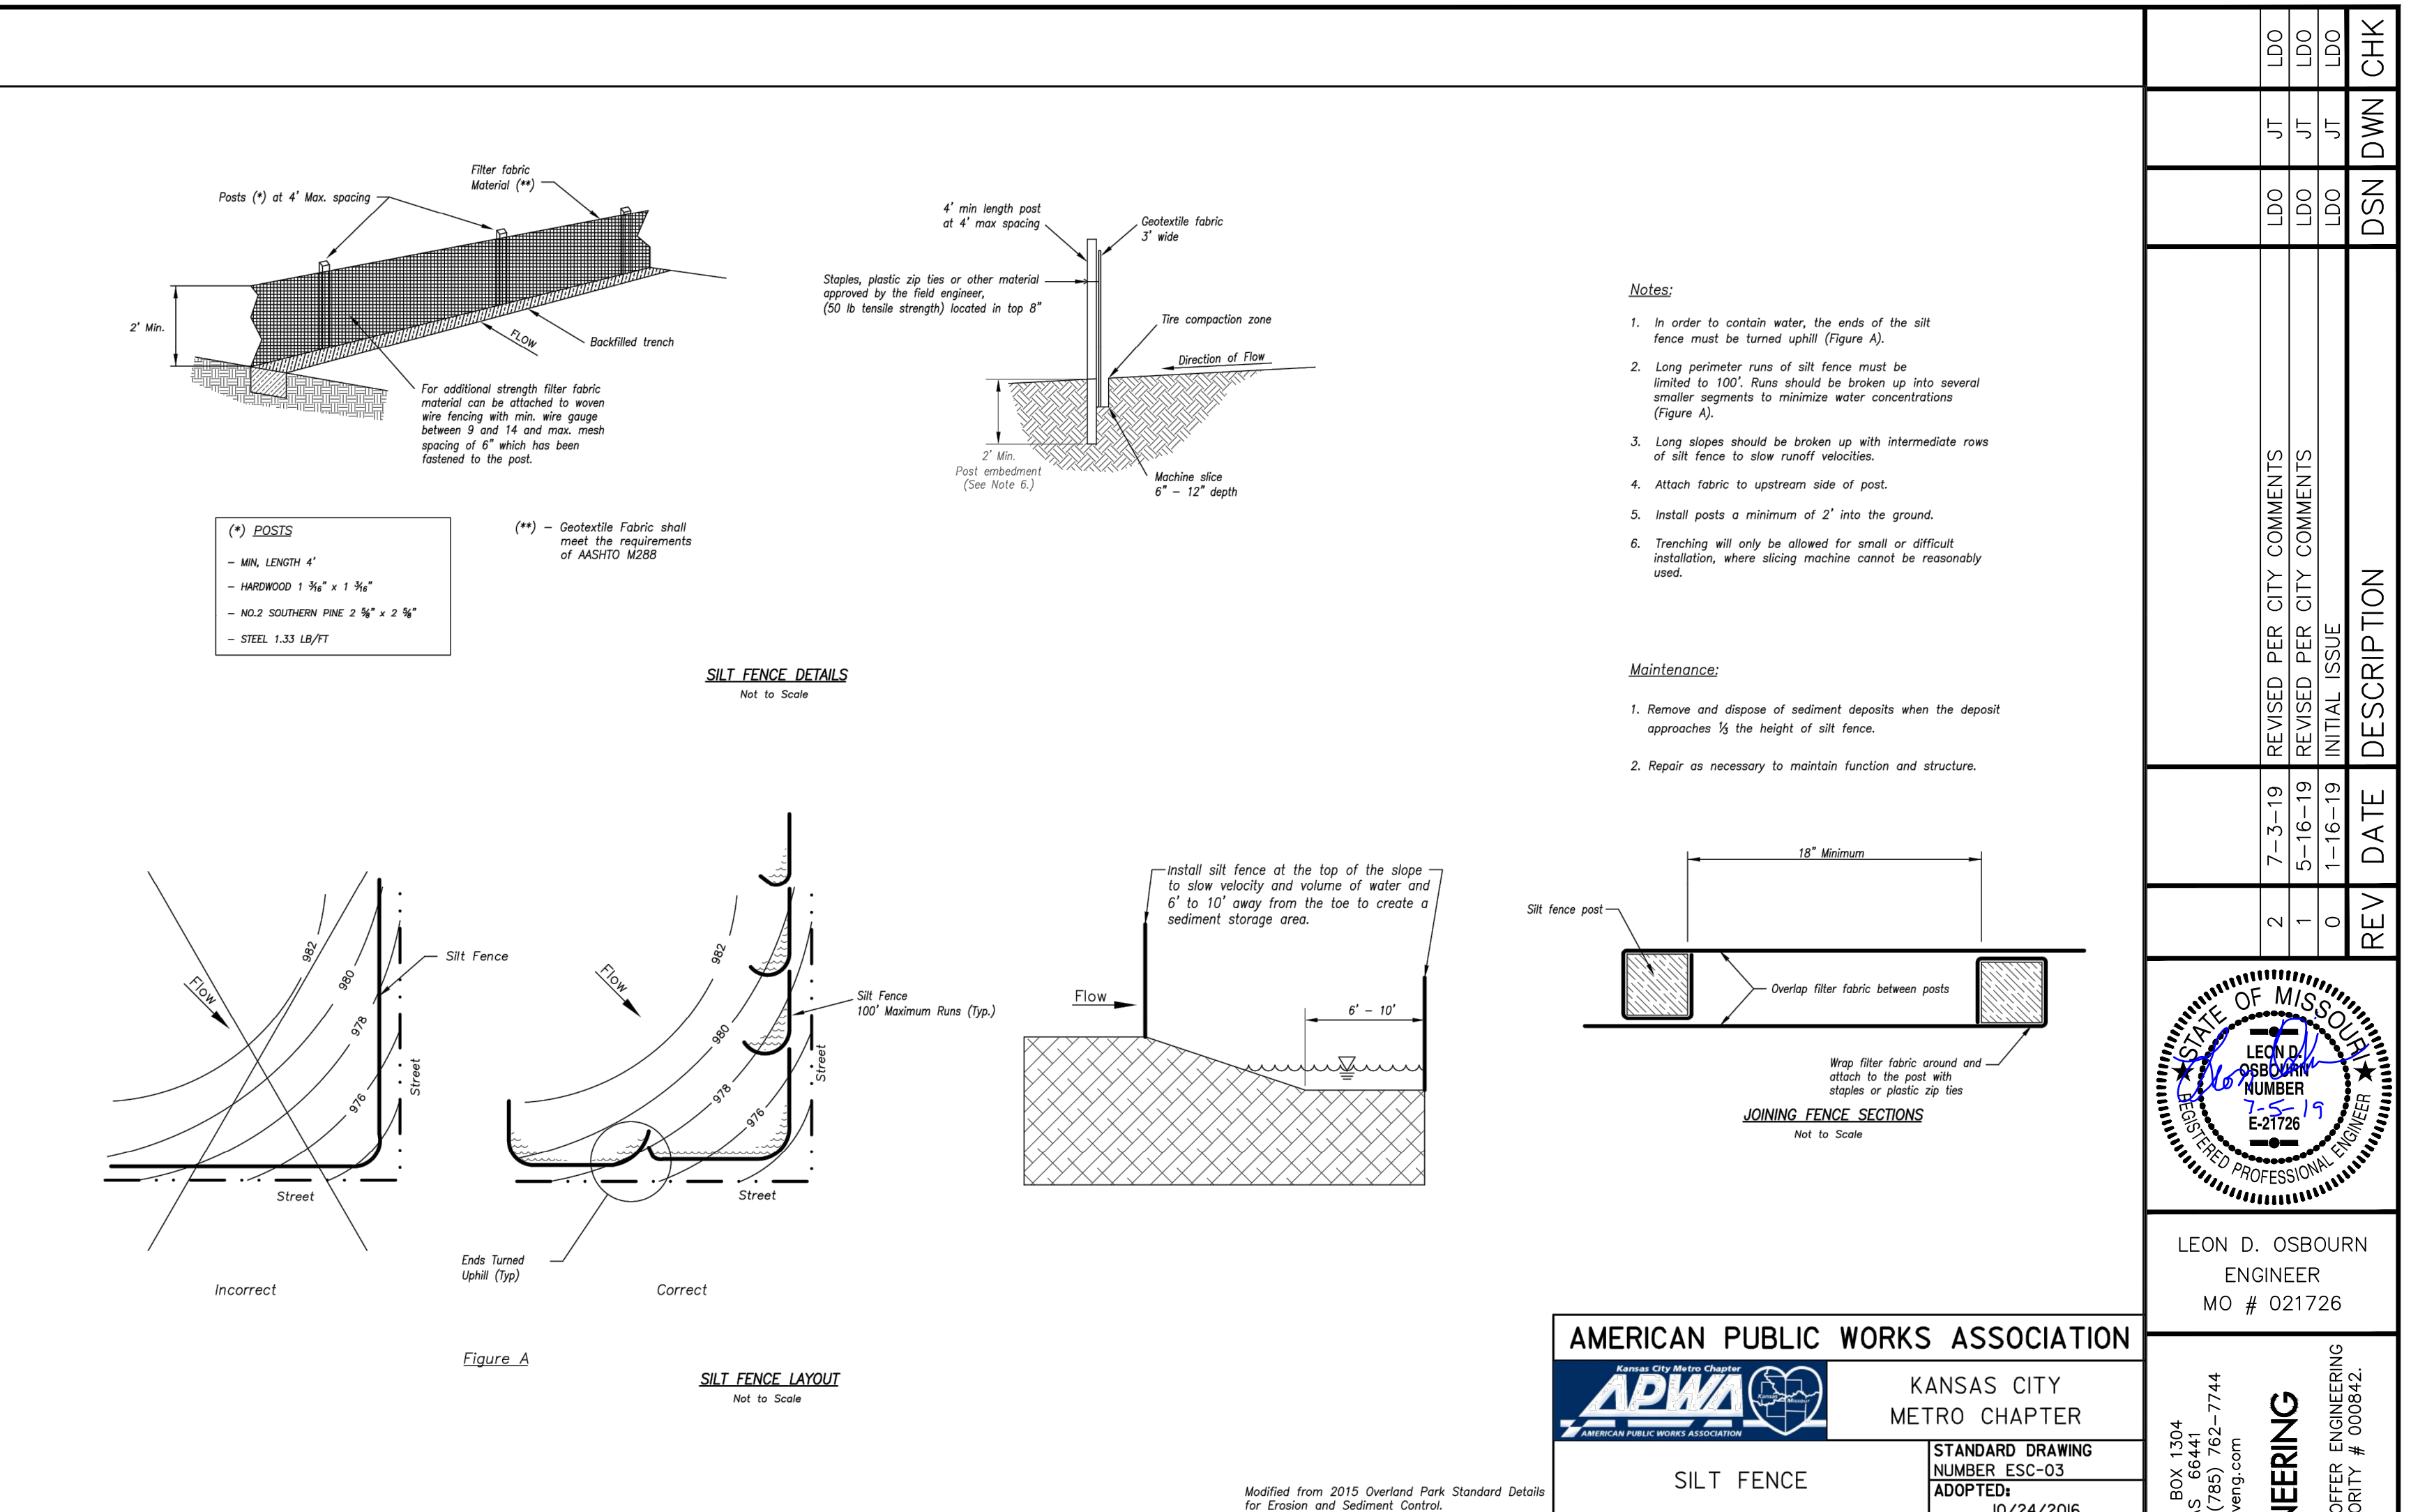 Filter fabric
Material (**)
Posts (*) at 4' Max. spacing
2' Min.
FLOW
Backfilled trench
For additional strength filter fabric
material can be attached to woven
wire fencing with min. wire gauge
between 9 and 14 and max. mesh
spacing of 6" which has been
fastened to the post.
(*) POSTS
– MIN, LENGTH 4'
– HARDWOOD 1 3/16" x 1 3/16"
– NO.2 SOUTHERN PINE 2 5/8" x 2 5/8"
– STEEL 1.33 LB/FT
(**) – Geotextile Fabric shall
meet the requirements
of AASHTO M288
4' min length post
at 4' max spacing
Geotextile fabric
3' wide
Staples, plastic zip ties or other material
approved by the field engineer,
(50 lb tensile strength) located in top 8"
Tire compaction zone
Direction of Flow
2' Min.
Post embedment
(See Note 6.)
Machine slice
6" – 12" depth
SILT FENCE DETAILS
Not to Scale
Notes:
1. In order to contain water, the ends of the silt
fence must be turned uphill (Figure A).
2. Long perimeter runs of silt fence must be
limited to 100'. Runs should be broken up into several
smaller segments to minimize water concentrations
(Figure A).
3. Long slopes should be broken up with intermediate rows
of silt fence to slow runoff velocities.
4. Attach fabric to upstream side of post.
5. Install posts a minimum of 2' into the ground.
6. Trenching will only be allowed for small or difficult
installation, where slicing machine cannot be reasonably
used.
Maintenance:
1. Remove and dispose of sediment deposits when the deposit
approaches 1/3 the height of silt fence.
2. Repair as necessary to maintain function and structure.
982
980
978
976
Flow
Silt Fence
Street
Street
Incorrect
982
980
978
976
Flow
Silt Fence
100' Maximum Runs (Typ.)
Street
Street
Ends Turned
Uphill (Typ)
Correct
Figure A
SILT FENCE LAYOUT
Not to Scale
Install silt fence at the top of the slope
to slow velocity and volume of water and
6' to 10' away from the toe to create a
sediment storage area.
Flow
6' – 10'
18" Minimum
Silt fence post
Overlap filter fabric between posts
Wrap filter fabric around and
attach to the post with
staples or plastic zip ties
JOINING FENCE SECTIONS
Not to Scale
Modified from 2015 Overland Park Standard Details
for Erosion and Sediment Control.
AMERICAN PUBLIC WORKS ASSOCIATION
Kansas City Metro Chapter
APWA
Kansas
Missouri
AMERICAN PUBLIC WORKS ASSOCIATION
KANSAS CITY
METRO CHAPTER
SILT FENCE
STANDARD DRAWING
NUMBER ESC-03
ADOPTED:
10/24/2016
2 7–3–19 REVISED PER CITY COMMENTS LDO JT LDO
1 5–16–19 REVISED PER CITY COMMENTS LDO JT LDO
0 1–16–19 INITIAL ISSUE LDO JT LDO
REV DATE DESCRIPTION DSN DWN CHK
STATE OF MISSOURI
LEON D.
OSBOURN
NUMBER
7-5-19
E-21726
REGISTERED PROFESSIONAL ENGINEER
LEON D. OSBOURN
ENGINEER
MO # 021726
BOX 1304
66441
(785) 762–7744
veng.com
NEERING
OFFER ENGINEERING
ORITY # 000842.